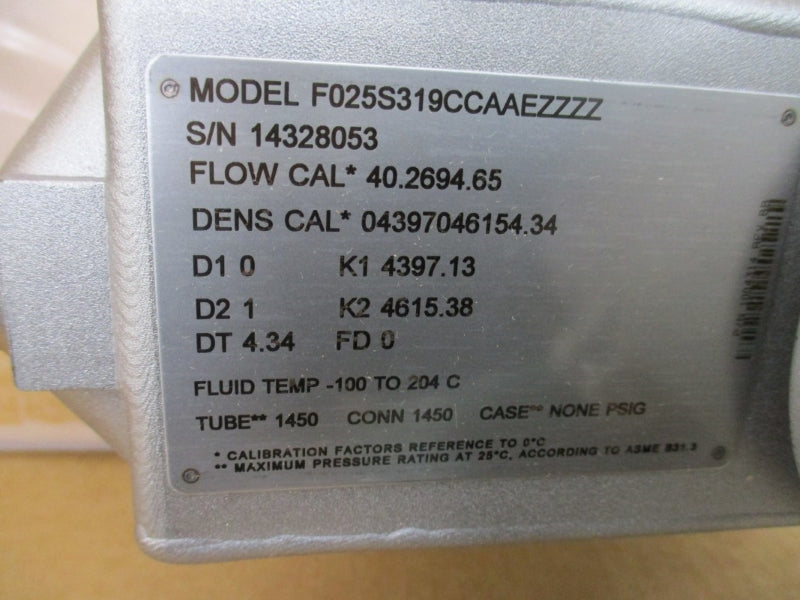 MODEL F025S319CCAAEZZZZ
S/N 14328053
FLOW CAL* 40.2694.65
DENS CAL* 04397046154.34
D1 0 K1 4397.13
D2 1 K2 4615.38
DT 4.34 FD 0
FLUID TEMP -100 TO 204 C
TUBE** 1450 CONN 1450 CASE** NONE PSIG
* CALIBRATION FACTORS REFERENCE TO 0°C
** MAXIMUM PRESSURE RATING AT 25°C, ACCORDING TO ASME B31.3